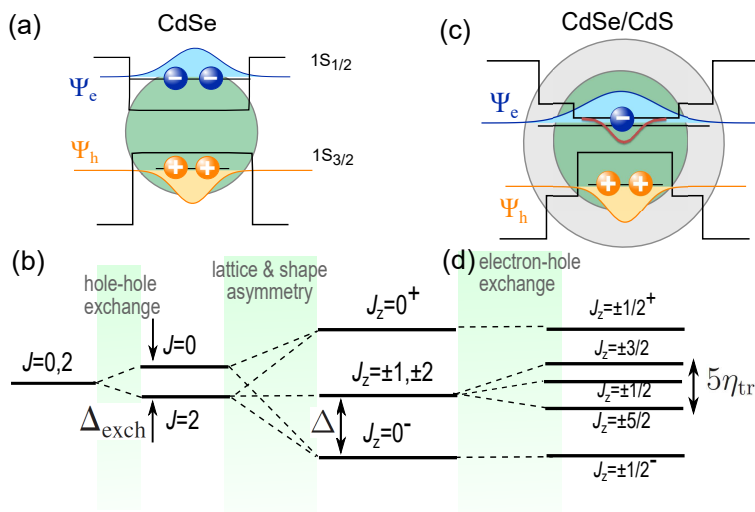 (a)
CdSe
1S1/2
Ψe
− −
Ψh
+ +
1S3/2
(c)
CdSe/CdS
Ψe
−
Ψh
+ +
(b)
hole-hole
exchange
lattice & shape
asymmetry
J=0,2
J=0
J=2
Δexch
Jz=0+
Jz=±1,±2
Δ
Jz=0-
(d)
electron-hole
exchange
Jz=±1/2+
Jz=±3/2
Jz=±1/2
Jz=±5/2
5ηtr
Jz=±1/2-